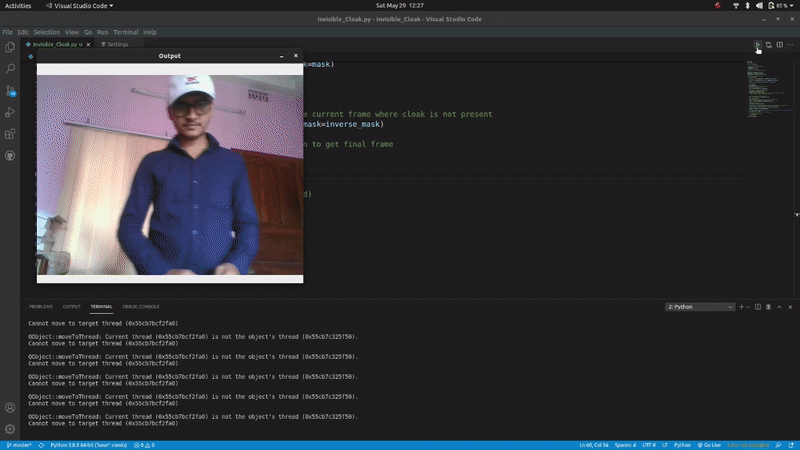 Activities
Visual Studio Code
Sat May 29 12:27
85%
Invisible_Cloak.py - Invisible_Cloak - Visual Studio Code
File Edit Selection View Go Run Terminal Help
Invisible_Cloak.py
Settings
Output
k=mask)
e current frame where cloak is not present
mask=inverse_mask)
n to get final frame
d)
PROBLEMS OUTPUT TERMINAL DEBUG CONSOLE
2: Python
Cannot move to target thread (0x55cb7bcf2fa0)
QObject::moveToThread: Current thread (0x55cb7bcf2fa0) is not the object's thread (0x55cb7c325f50).
Cannot move to target thread (0x55cb7bcf2fa0)
QObject::moveToThread: Current thread (0x55cb7bcf2fa0) is not the object's thread (0x55cb7c325f50).
Cannot move to target thread (0x55cb7bcf2fa0)
QObject::moveToThread: Current thread (0x55cb7bcf2fa0) is not the object's thread (0x55cb7c325f50).
Cannot move to target thread (0x55cb7bcf2fa0)
QObject::moveToThread: Current thread (0x55cb7bcf2fa0) is not the object's thread (0x55cb7c325f50).
Cannot move to target thread (0x55cb7bcf2fa0)
QObject::moveToThread: Current thread (0x55cb7bcf2fa0) is not the object's thread (0x55cb7c325f50).
Cannot move to target thread (0x55cb7bcf2fa0)
master* Python 3.8.8 64-bit ('base': conda) 0 0
Ln 60, Col 34 Spaces: 4 UTF-8 LF Python Go Live